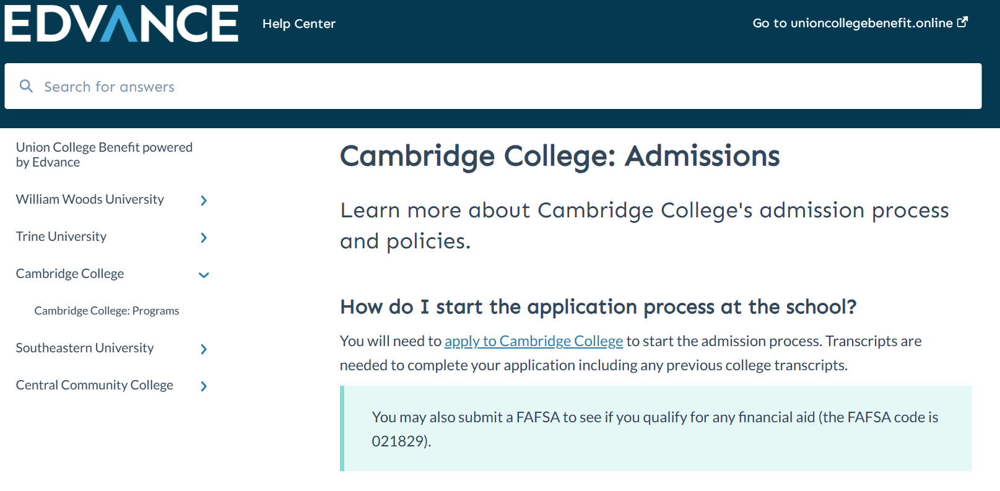 EDVANCE
Help Center
Go to unioncollegebenefit.online
Search for answers
Union College Benefit powered
by Edvance
William Woods University
Trine University
Cambridge College
Cambridge College: Programs
Southeastern University
Central Community College
Cambridge College: Admissions
Learn more about Cambridge College's admission process
and policies.
How do I start the application process at the school?
You will need to apply to Cambridge College to start the admission process. Transcripts are
needed to complete your application including any previous college transcripts.
You may also submit a FAFSA to see if you qualify for any financial aid (the FAFSA code is
021829).